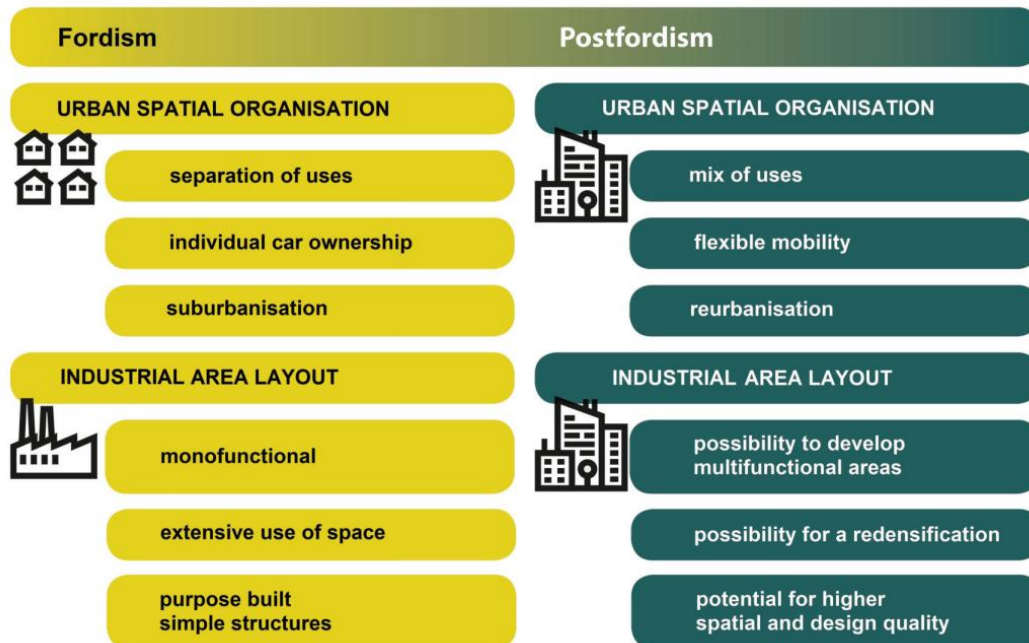 Fordism
Postfordism
URBAN SPATIAL ORGANISATION
separation of uses
individual car ownership
suburbanisation
INDUSTRIAL AREA LAYOUT
monofunctional
extensive use of space
purpose built
simple structures
URBAN SPATIAL ORGANISATION
mix of uses
flexible mobility
reurbanisation
INDUSTRIAL AREA LAYOUT
possibility to develop
multifunctional areas
possibility for a redensification
potential for higher
spatial and design quality